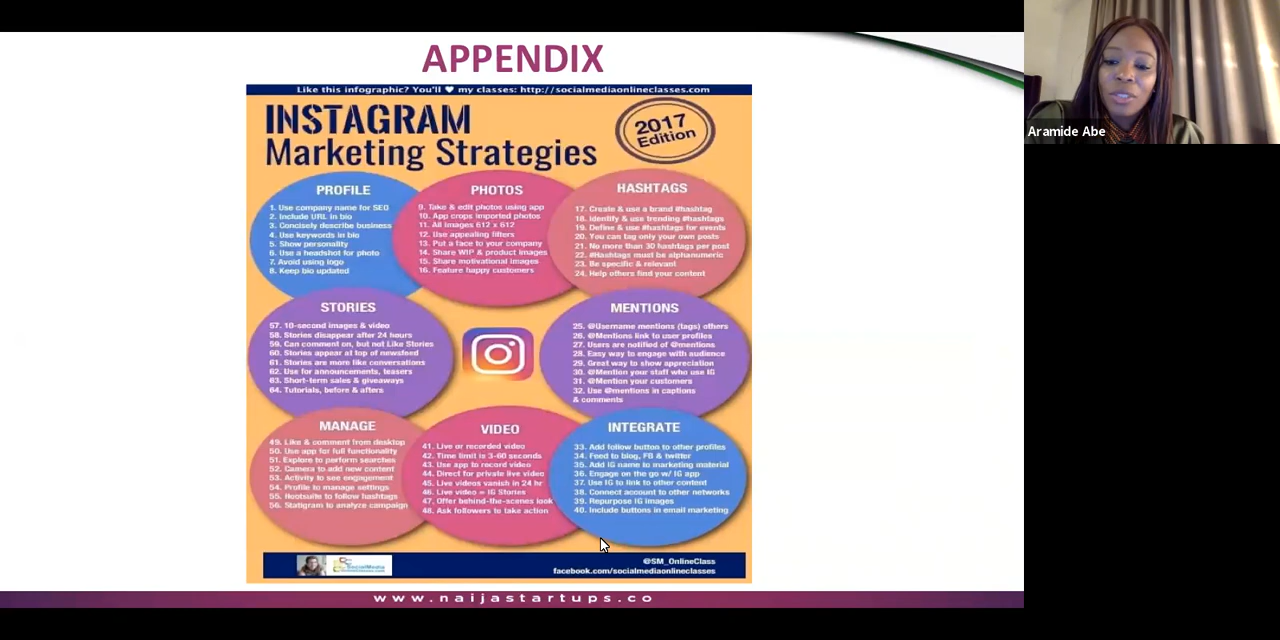 APPENDIX
Aramide Abe
Like this infographic? You'll ♥ my classes: http://socialmediaonlineclasses.com
INSTAGRAM
Marketing Strategies
2017
Edition
PROFILE
1. Use company name for SEO
2. Include URL in bio
3. Concisely describe business
4. Use keywords in bio
5. Show personality
6. Use a headshot for photo
7. Avoid using logo
8. Keep bio updated
PHOTOS
9. Take & edit photos using app
10. App crops imported photos
11. All images 612 x 612
12. Use appealing filters
13. Put a face to your company
14. Share WIP & product images
15. Share motivational images
16. Feature happy customers
HASHTAGS
17. Create & use a brand #hashtag
18. Identify & use trending #hashtags
19. Define & use #hashtags for events
20. You can tag only your own posts
21. No more than 30 hashtags per post
22. #Hashtags must be alphanumeric
23. Be specific & relevant
24. Help others find your content
STORIES
57. 10-second images & video
58. Stories disappear after 24 hours
59. Can comment on, but not Like Stories
60. Stories appear at top of newsfeed
61. Stories are more like conversations
62. Use for announcements, teasers
63. Short-term sales & giveaways
64. Tutorials, before & afters
MENTIONS
25. @Username mentions (tags) others
26. @Mentions link to user profiles
27. Users are notified of @mentions
28. Easy way to engage with audience
29. Great way to show appreciation
30. @Mention your staff who use IG
31. @Mention your customers
32. Use @mentions in captions
& comments
MANAGE
49. Like & comment from desktop
50. Use app for full functionality
51. Explore to perform searches
52. Camera to add new content
53. Activity to see engagement
54. Profile to manage settings
55. Hootsuite to follow hashtags
56. Statigram to analyze campaign
VIDEO
41. Live or recorded video
42. Time limit is 3-60 seconds
43. Use app to record video
44. Direct for private live video
45. Live videos vanish in 24 hr
46. Live video = IG Stories
47. Offer behind-the-scenes look
48. Ask followers to take action
INTEGRATE
33. Add follow button to other profiles
34. Feed to blog, FB & twitter
35. Add IG name to marketing material
36. Engage on the go w/ IG app
37. Use IG to link to other content
38. Connect account to other networks
39. Repurpose IG images
40. Include buttons in email marketing
SocialMedia
@SM_OnlineClass
facebook.com/socialmediaonlineclasses
www.naijastartups.co